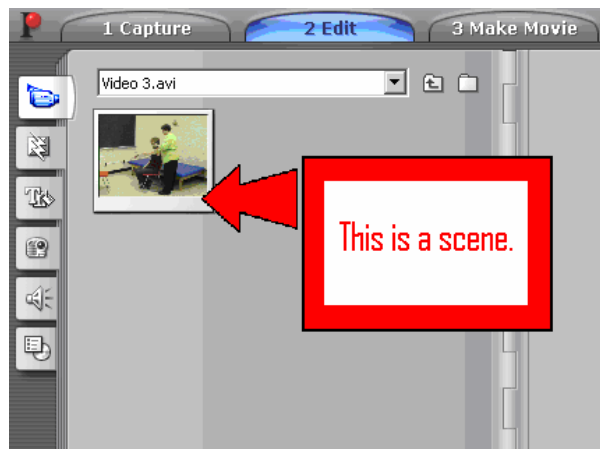 1 Capture
2 Edit
3 Make Movie
Video 3.avi
This is a scene.